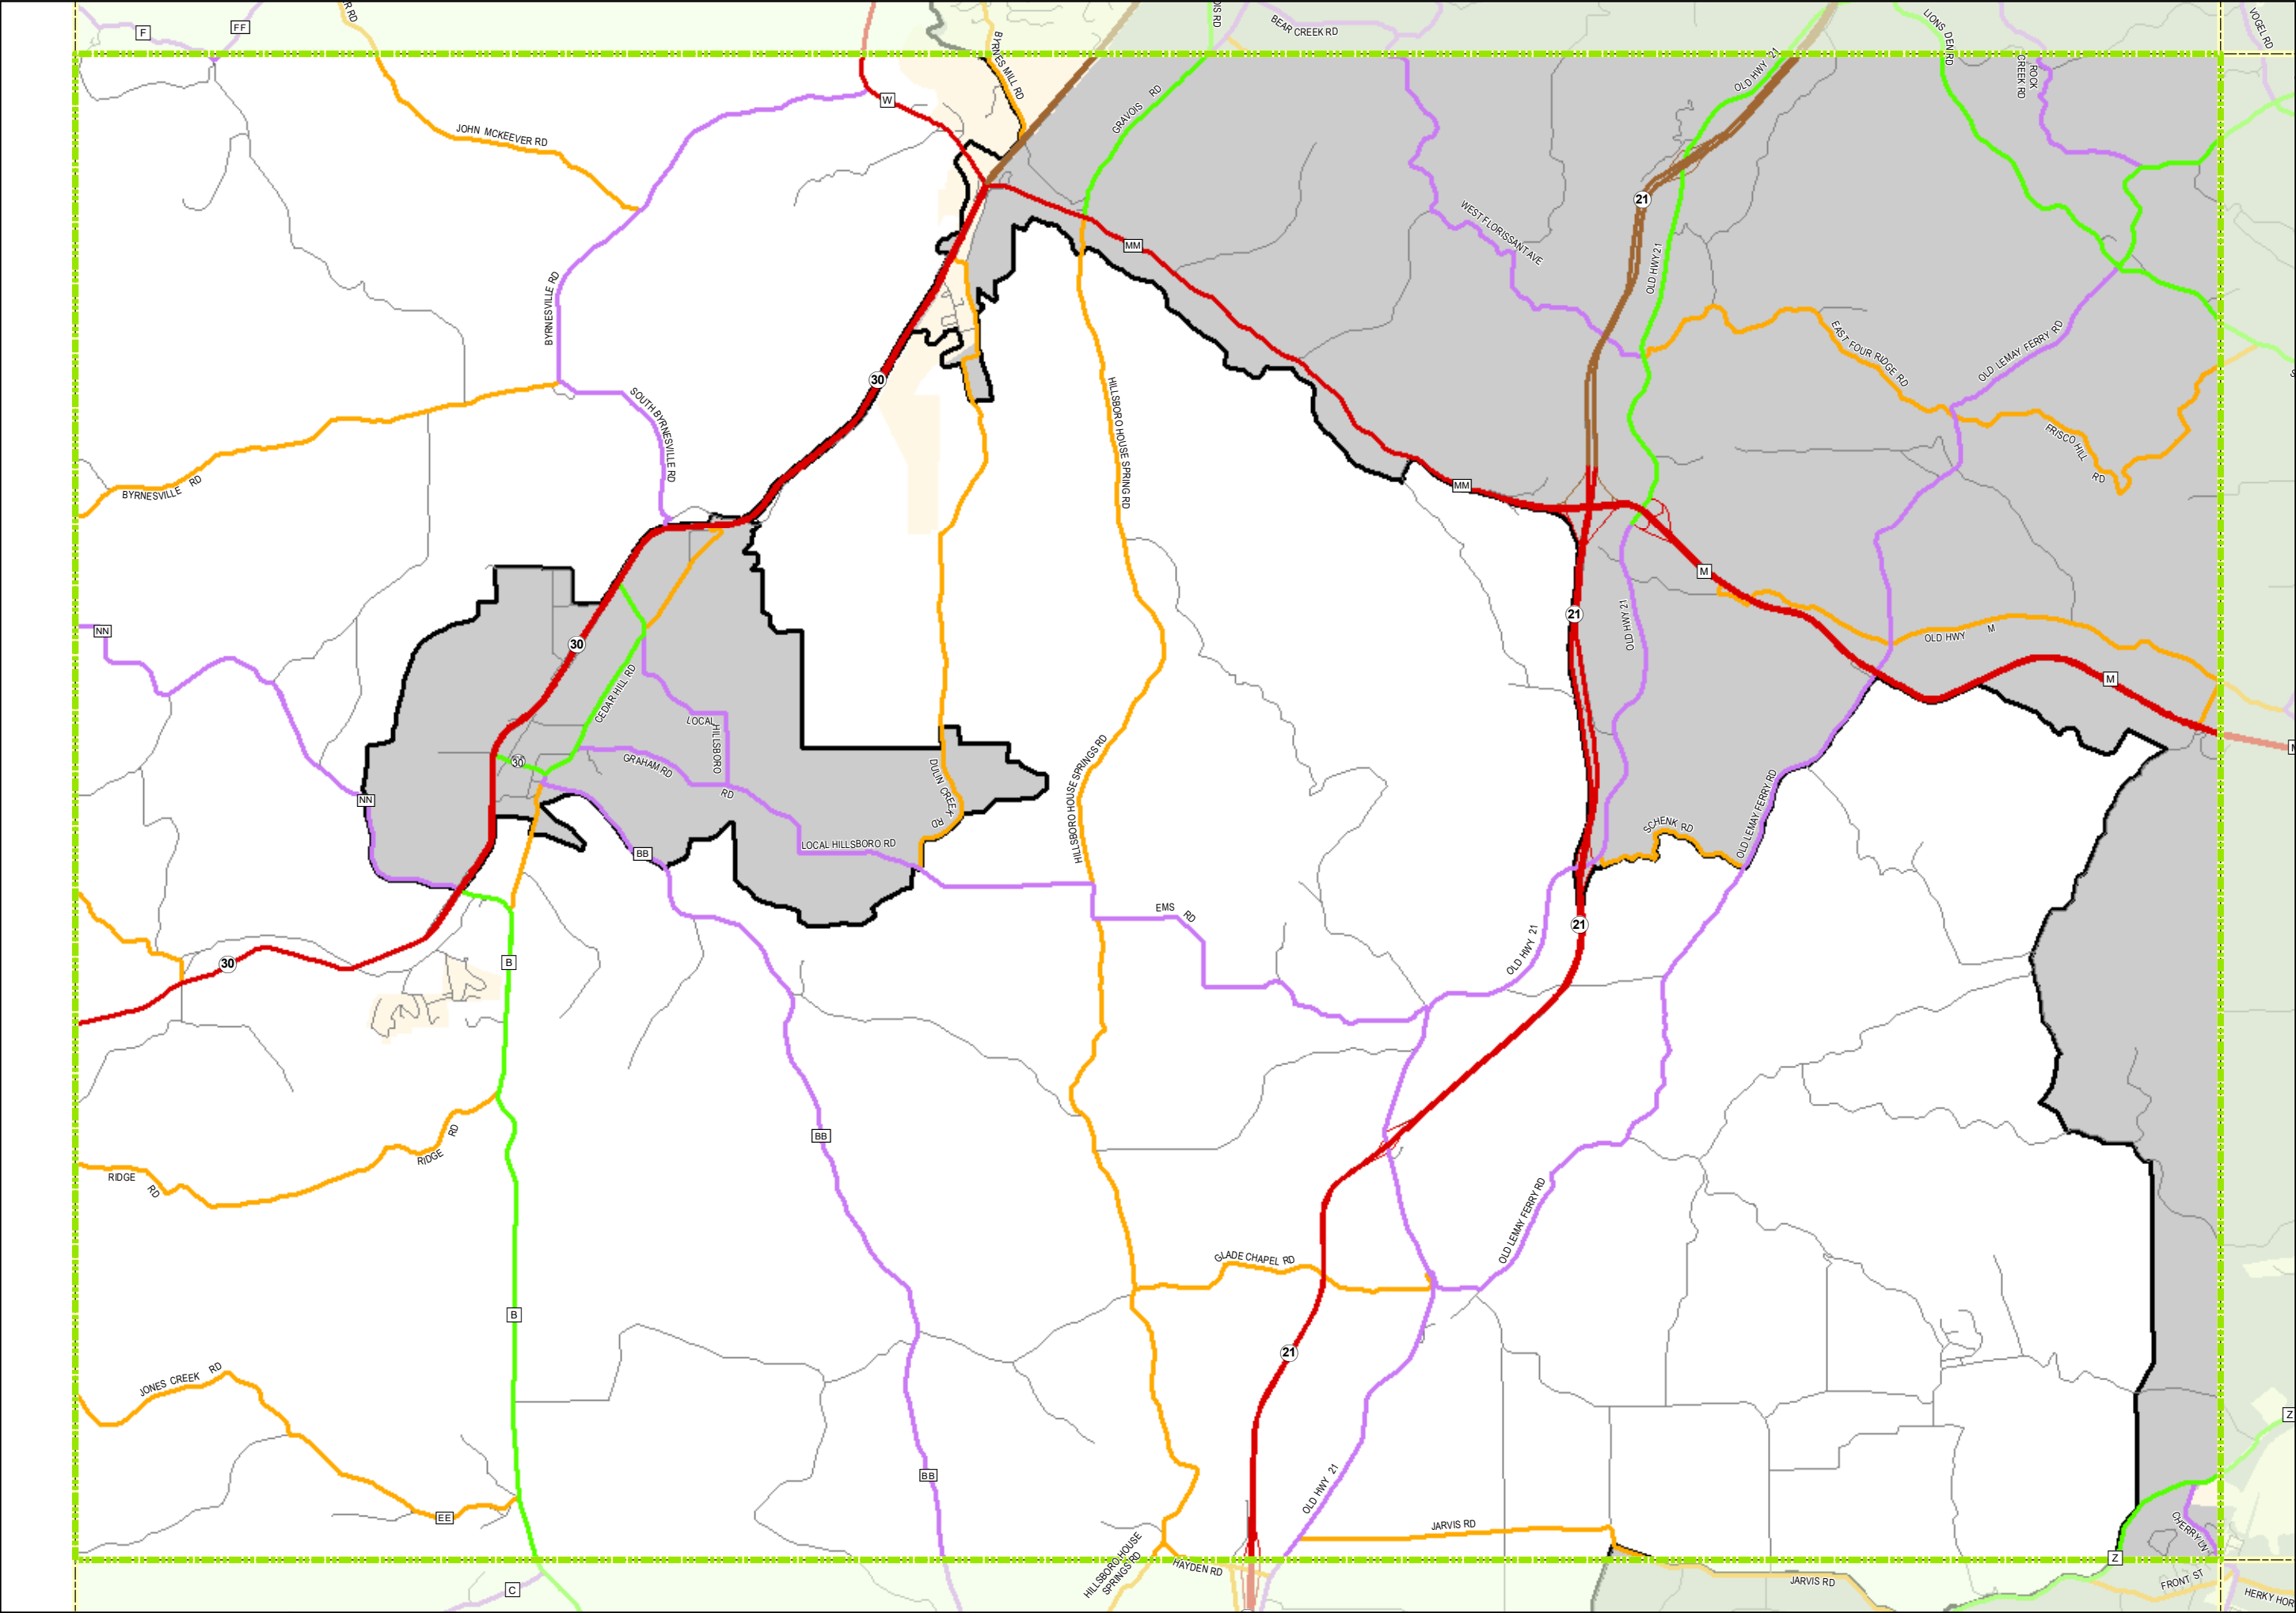 F
FF
BYRNES MILL RD
BEAR CREEK RD
LIONS DEN RD
VOGEL RD
W
JOHN MCKEEVER RD
GRAVOIS RD
OLD HWY 21
ROCK
CREEK RD
21
WEST FLORISSANT AVE
MM
OLD HWY 21
BYRNESVILLE RD
30
EAST FOUR RIDGE RD
OLD LEMAY FERRY RD
SOUTH BYRNESVILLE RD
HILLSBORO HOUSE SPRING RD
FRISCO HILL
RD
BYRNESVILLE RD
MM
M
21
OLD HWY 21
NN
30
OLD HWY M
M
CEDAR HILL RD
LOCAL
HILLSBORO
RD
GRAHAM RD
30
NN
DULIN CREEK
RD
HILLSBORO HOUSE SPRINGS RD
OLD LEMAY FERRY RD
SCHENK RD
BB
LOCAL HILLSBORO RD
EMS RD
21
OLD HWY 21
30
B
BB
RIDGE RD
RIDGE
RD
OLD LEMAY FERRY RD
GLADE CHAPEL RD
B
21
JONES CREEK RD
Z
BB
OLD HWY 21
EE
JARVIS RD
CHERRY LN
Z
HILLSBORO HOUSE
SPRINGS RD
HAYDEN RD
C
JARVIS RD
FRONT ST
HERKY HOR